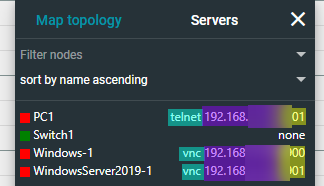 Map topology Servers ✕
Filter nodes
sort by name ascending
PC1 telnet 192.168. 01
Switch1 none
Windows-1 vnc 192.168 00
WindowsServer2019-1 vnc 192.168 001